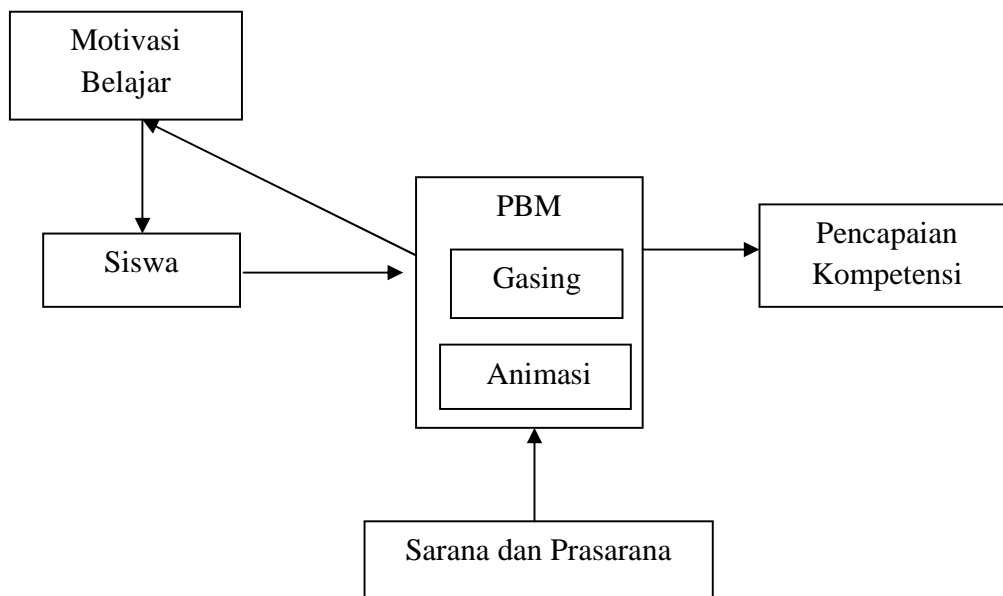 Motivasi
Belajar
Siswa
PBM
Gasing
Animasi
Pencapaian
Kompetensi
Sarana dan Prasarana